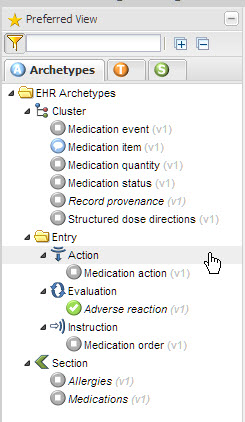 Preferred View
A Archetypes T S
EHR Archetypes
Cluster
Medication event (v1)
Medication item (v1)
Medication quantity (v1)
Medication status (v1)
Record provenance (v1)
Structured dose directions (v1)
Entry
Action
Medication action (v1)
Evaluation
Adverse reaction (v1)
Instruction
Medication order (v1)
Section
Allergies (v1)
Medications (v1)